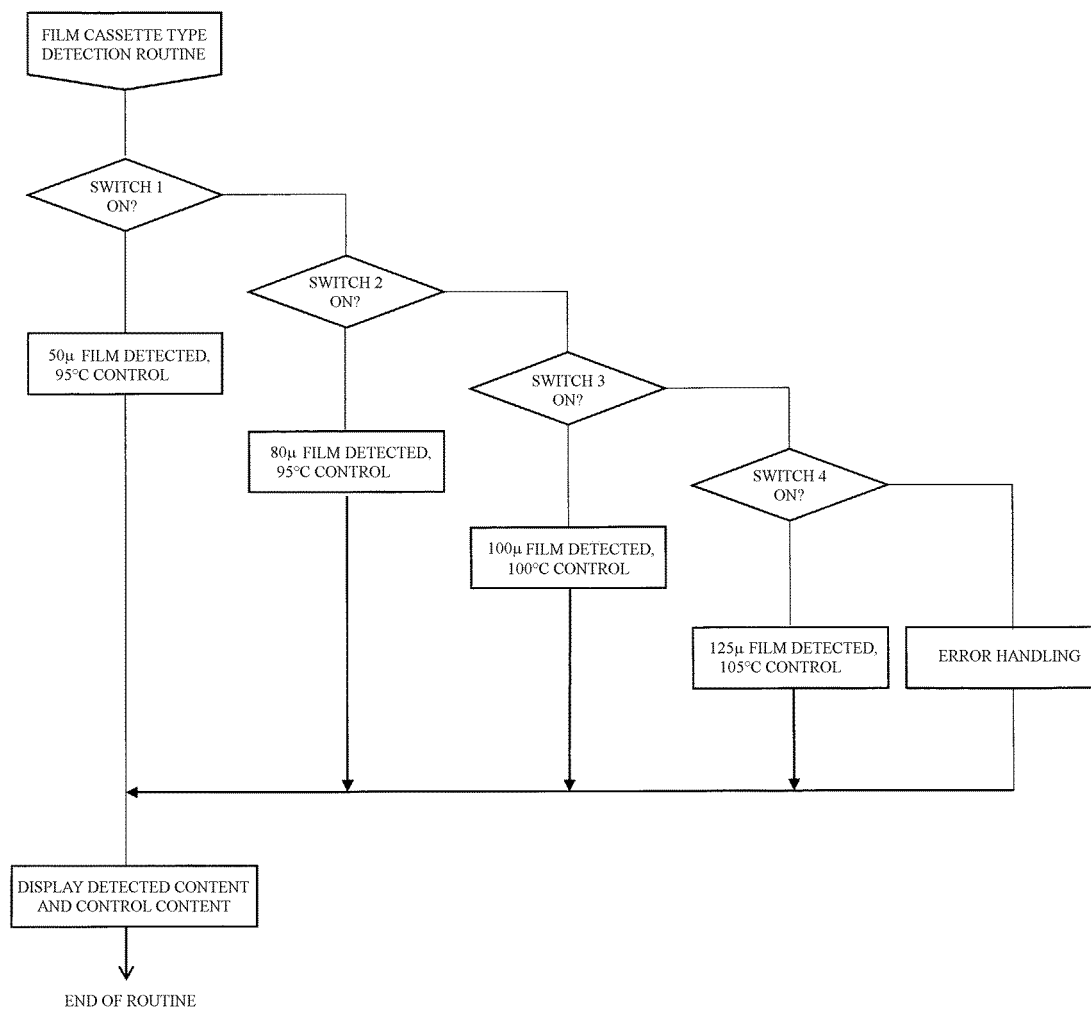 FILM CASSETTE TYPE
DETECTION ROUTINE
SWITCH 1
ON?
SWITCH 2
ON?
50μ FILM DETECTED,
95°C CONTROL
SWITCH 3
ON?
80μ FILM DETECTED,
95°C CONTROL
SWITCH 4
ON?
100μ FILM DETECTED,
100°C CONTROL
125μ FILM DETECTED,
105°C CONTROL
ERROR HANDLING
DISPLAY DETECTED CONTENT
AND CONTROL CONTENT
END OF ROUTINE